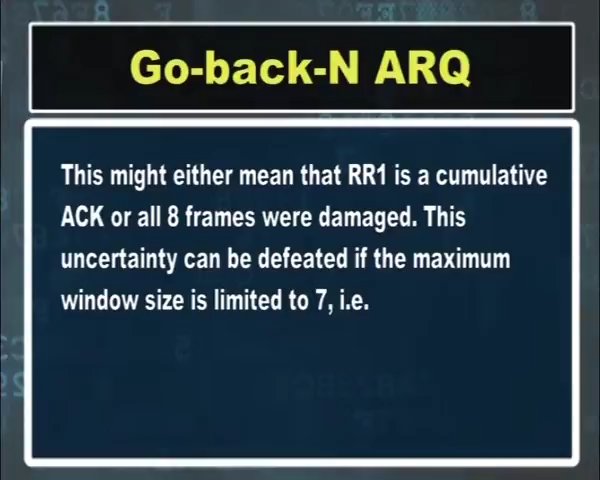 Go-back-N ARQ
This might either mean that RR1 is a cumulative
ACK or all 8 frames were damaged. This
uncertainty can be defeated if the maximum
window size is limited to 7, i.e.